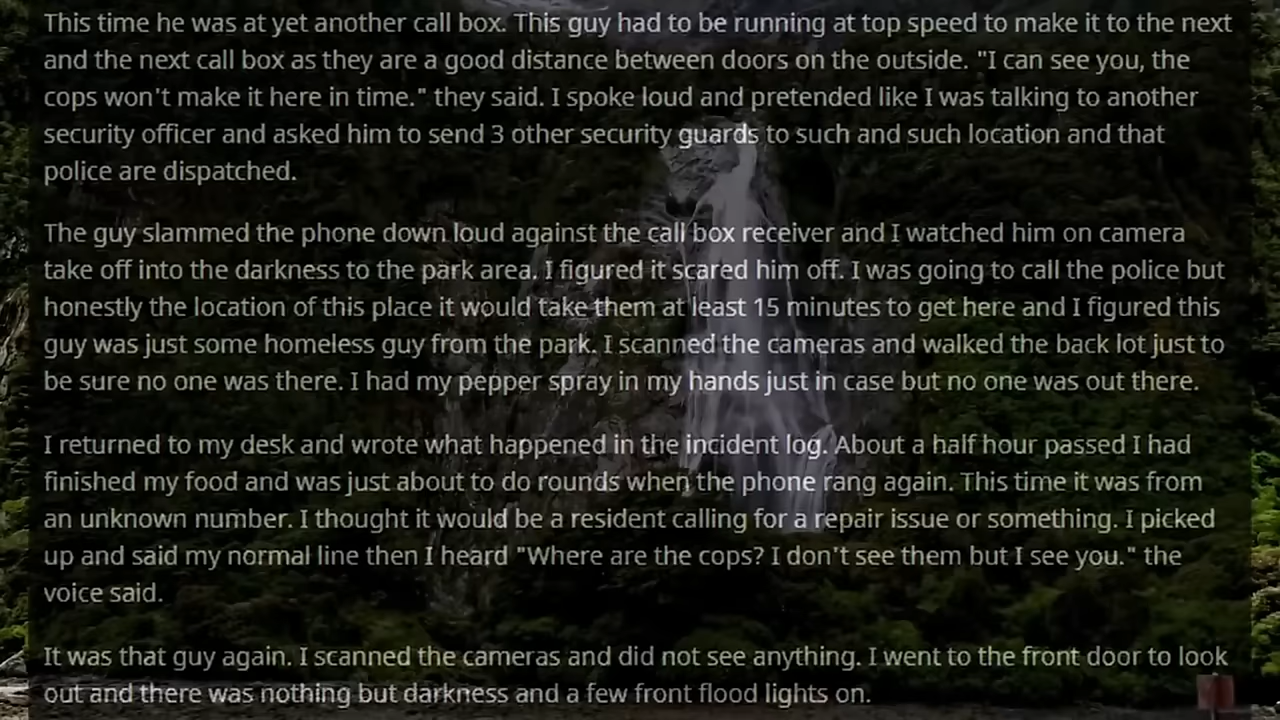 This time he was at yet another call box. This guy had to be running at top speed to make it to the next
and the next call box as they are a good distance between doors on the outside. "I can see you, the
cops won't make it here in time." they said. I spoke loud and pretended like I was talking to another
security officer and asked him to send 3 other security guards to such and such location and that
police are dispatched.
The guy slammed the phone down loud against the call box receiver and I watched him on camera
take off into the darkness to the park area. I figured it scared him off. I was going to call the police but
honestly the location of this place it would take them at least 15 minutes to get here and I figured this
guy was just some homeless guy from the park. I scanned the cameras and walked the back lot just to
be sure no one was there. I had my pepper spray in my hands just in case but no one was out there.
I returned to my desk and wrote what happened in the incident log. About a half hour passed I had
finished my food and was just about to do rounds when the phone rang again. This time it was from
an unknown number. I thought it would be a resident calling for a repair issue or something. I picked
up and said my normal line then I heard "Where are the cops? I don't see them but I see you." the
voice said.
It was that guy again. I scanned the cameras and did not see anything. I went to the front door to look
out and there was nothing but darkness and a few front flood lights on.